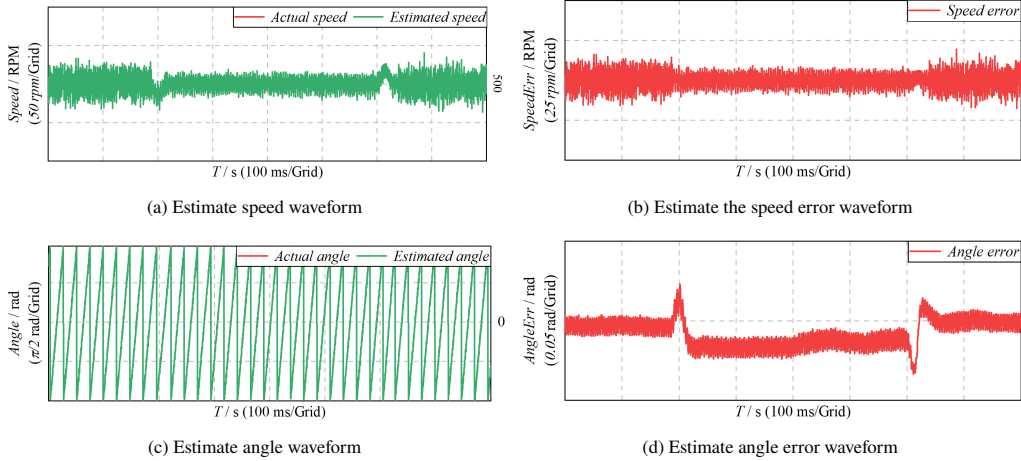 Actual speed Estimated speed
Speed / RPM
(50 rpm/Grid)
500
T / s (100 ms/Grid)
(a) Estimate speed waveform
Speed error
SpeedErr / RPM
(25 rpm/Grid)
T / s (100 ms/Grid)
(b) Estimate the speed error waveform
Actual angle Estimated angle
Angle / rad
(π/2 rad/Grid)
0
T / s (100 ms/Grid)
(c) Estimate angle waveform
Angle error
AngleErr / rad
(0.05 rad/Grid)
T / s (100 ms/Grid)
(d) Estimate angle error waveform